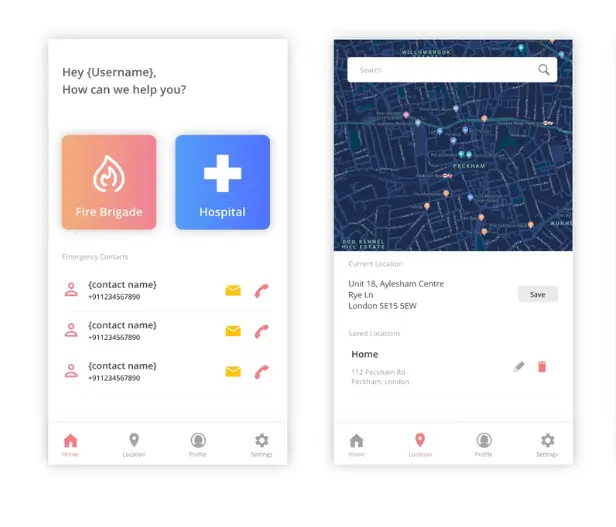 Hey {Username},
How can we help you?
Fire Brigade
Hospital
Emergency Contacts
{contact name}
+911234567890
{contact name}
+911234567890
{contact name}
+911234567890
Home
Location
Profile
Settings
WILLOWBROOK
ESTATE
Search
PECKHAM
DOG KENNEL
HILL ESTATE
Current Location
Unit 18, Aylesham Centre
Rye Ln
London SE15 5EW
Save
Saved Locations
Home
112 Peckham Rd
Peckham, London
Home
Location
Profile
Settings